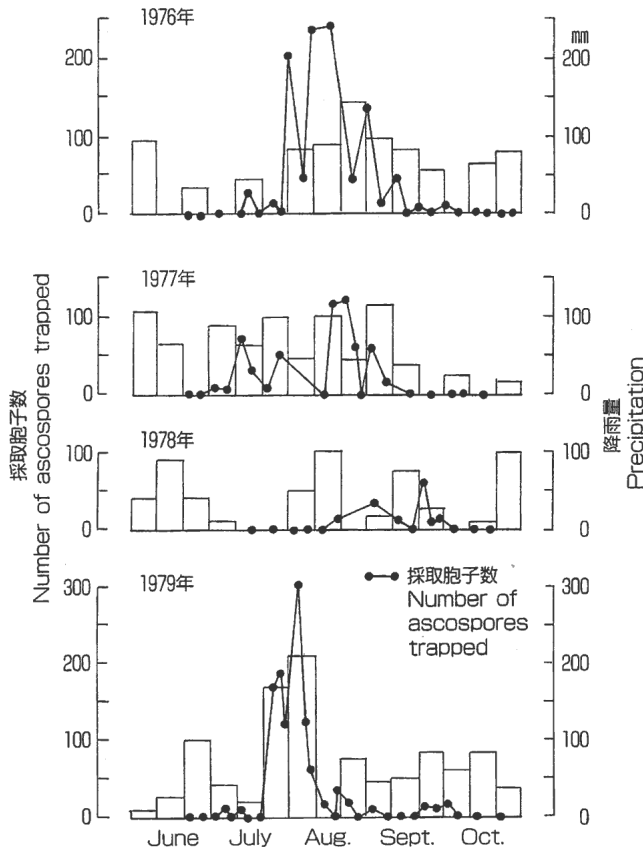 1976年
mm
200
100
0
200
100
0
1977年
100
0
100
0
1978年
100
0
100
0
1979年
300
200
100
0
300
200
100
0
採取胞子数
Number of ascospores trapped
降雨量
Precipitation
採取胞子数
Number of
ascospores
trapped
June July Aug. Sept. Oct.